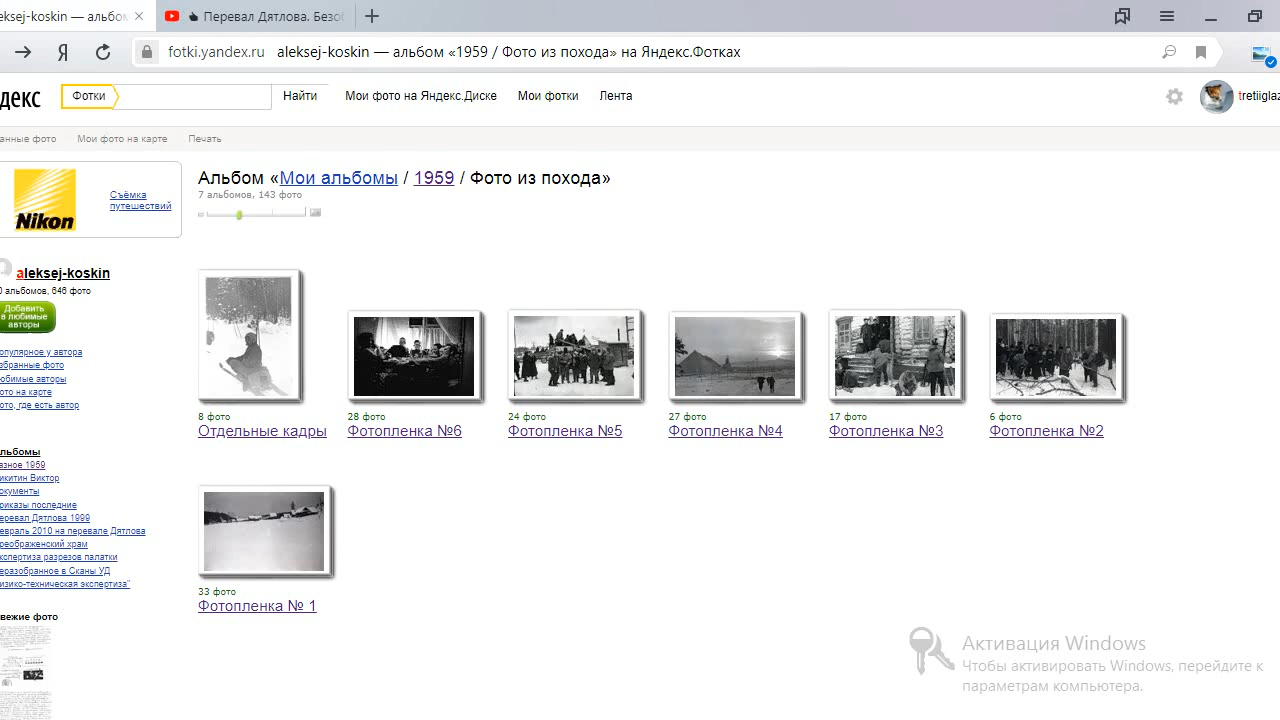 eksej-koskin — альбо
Перевал Дятлова. Безо
Я
fotki.yandex.ru aleksej-koskin — альбом «1959 / Фото из похода» на Яндекс.Фотках
декс
Фотки
Найти
Мои фото на Яндекс.Диске
Мои фотки
Лента
tretiiglaz
анные фото
Мои фото на карте
Печать
Nikon
Съёмка
путешествий
Альбом «Мои альбомы / 1959 / Фото из похода»
7 альбомов, 143 фото
aleksej-koskin
0 альбомов, 646 фото
Добавить
в любимые
авторы
опулярное у автора
збранные фото
юбимые авторы
ото на карте
ото, где есть автор
льбомы
азное 1959
икитин Виктор
окументы
риказы последние
еревал Дятлова 1999
евраль 2010 на перевале Дятлова
реображенский храм
кспертиза разрезов палатки
еразобранное в Сканы УД
изико-техническая экспертиза"
вежие фото
8 фото
Отдельные кадры
28 фото
Фотопленка №6
24 фото
Фотопленка №5
27 фото
Фотопленка №4
17 фото
Фотопленка №3
6 фото
Фотопленка №2
33 фото
Фотопленка № 1
Активация Windows
Чтобы активировать Windows, перейдите к
параметрам компьютера.